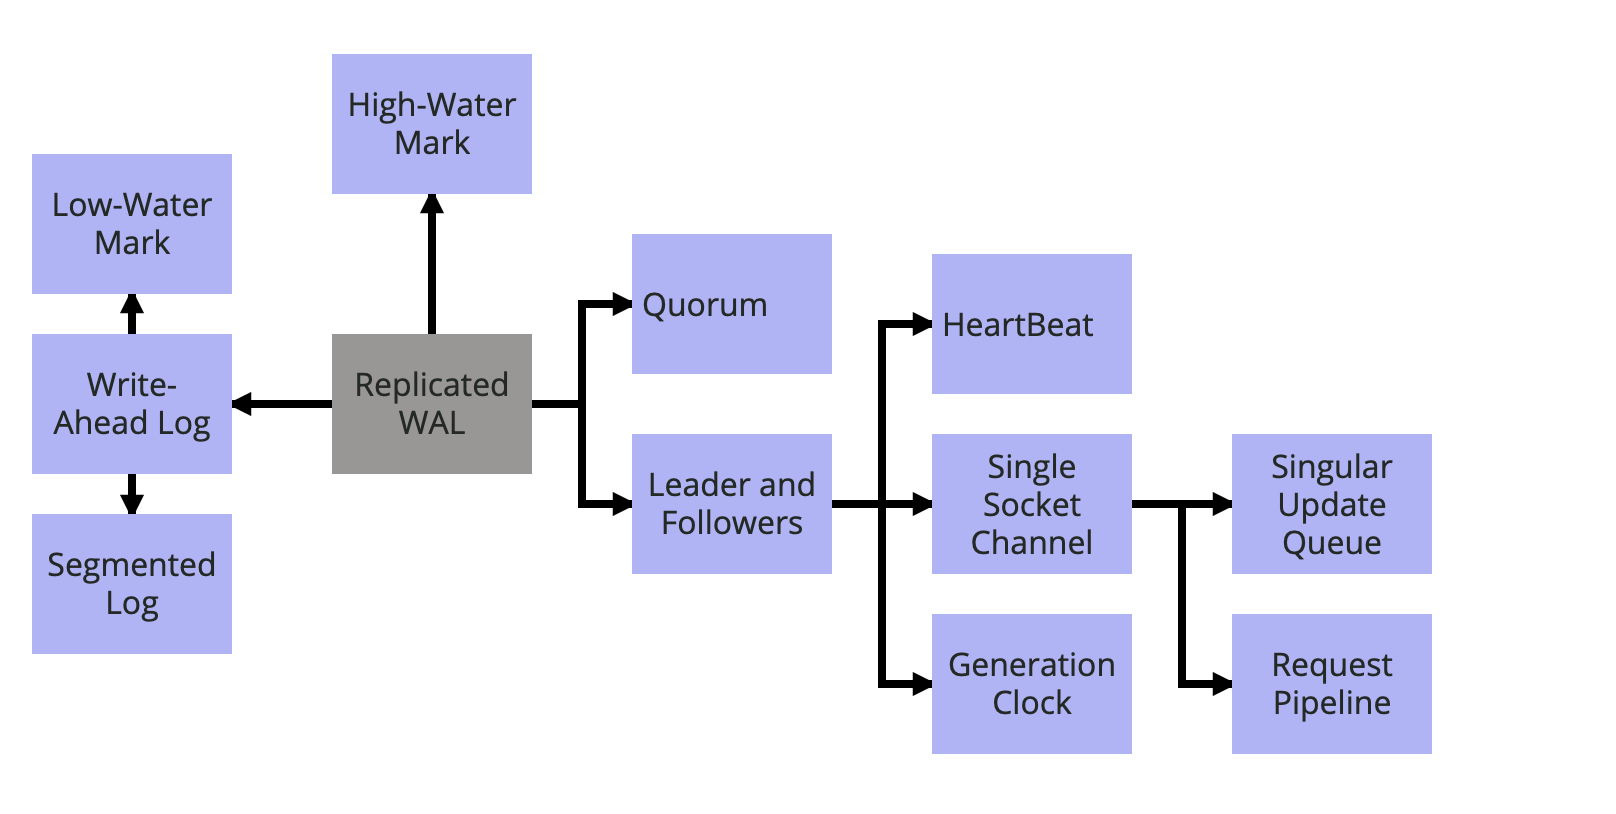 High-Water
Mark
Low-Water
Mark
Quorum
HeartBeat
Write-
Ahead Log
Replicated
WAL
Leader and
Followers
Single
Socket
Channel
Singular
Update
Queue
Segmented
Log
Generation
Clock
Request
Pipeline